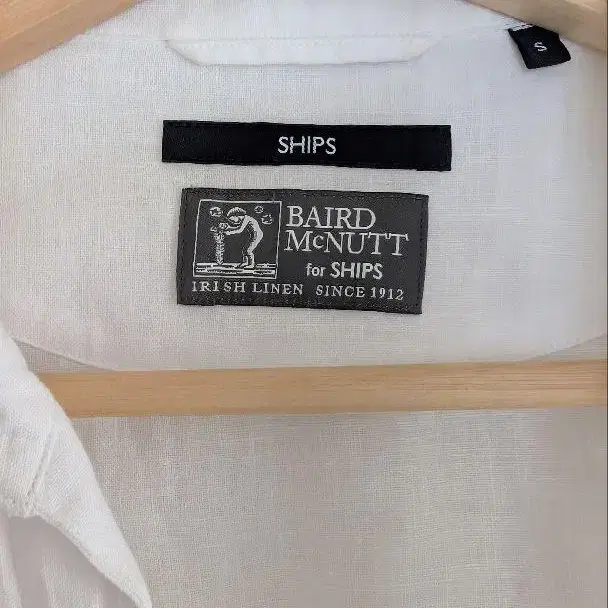 S
SHIPS
BAIRD
McNUTT
for SHIPS
IRISH LINEN SINCE 1912